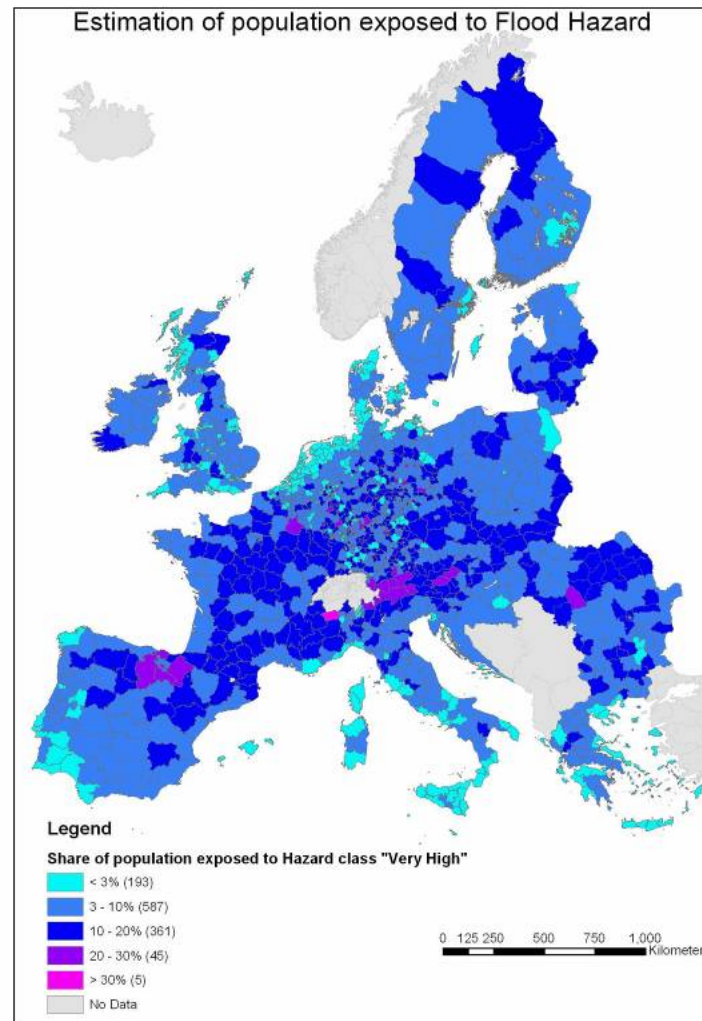 Estimation of population exposed to Flood Hazard
Legend
Share of population exposed to Hazard class "Very High"
< 3% (193)
3 - 10% (587)
10 - 20% (361)
20 - 30% (45)
> 30% (5)
No Data
0 125 250 500 750 1,000
Kilometer